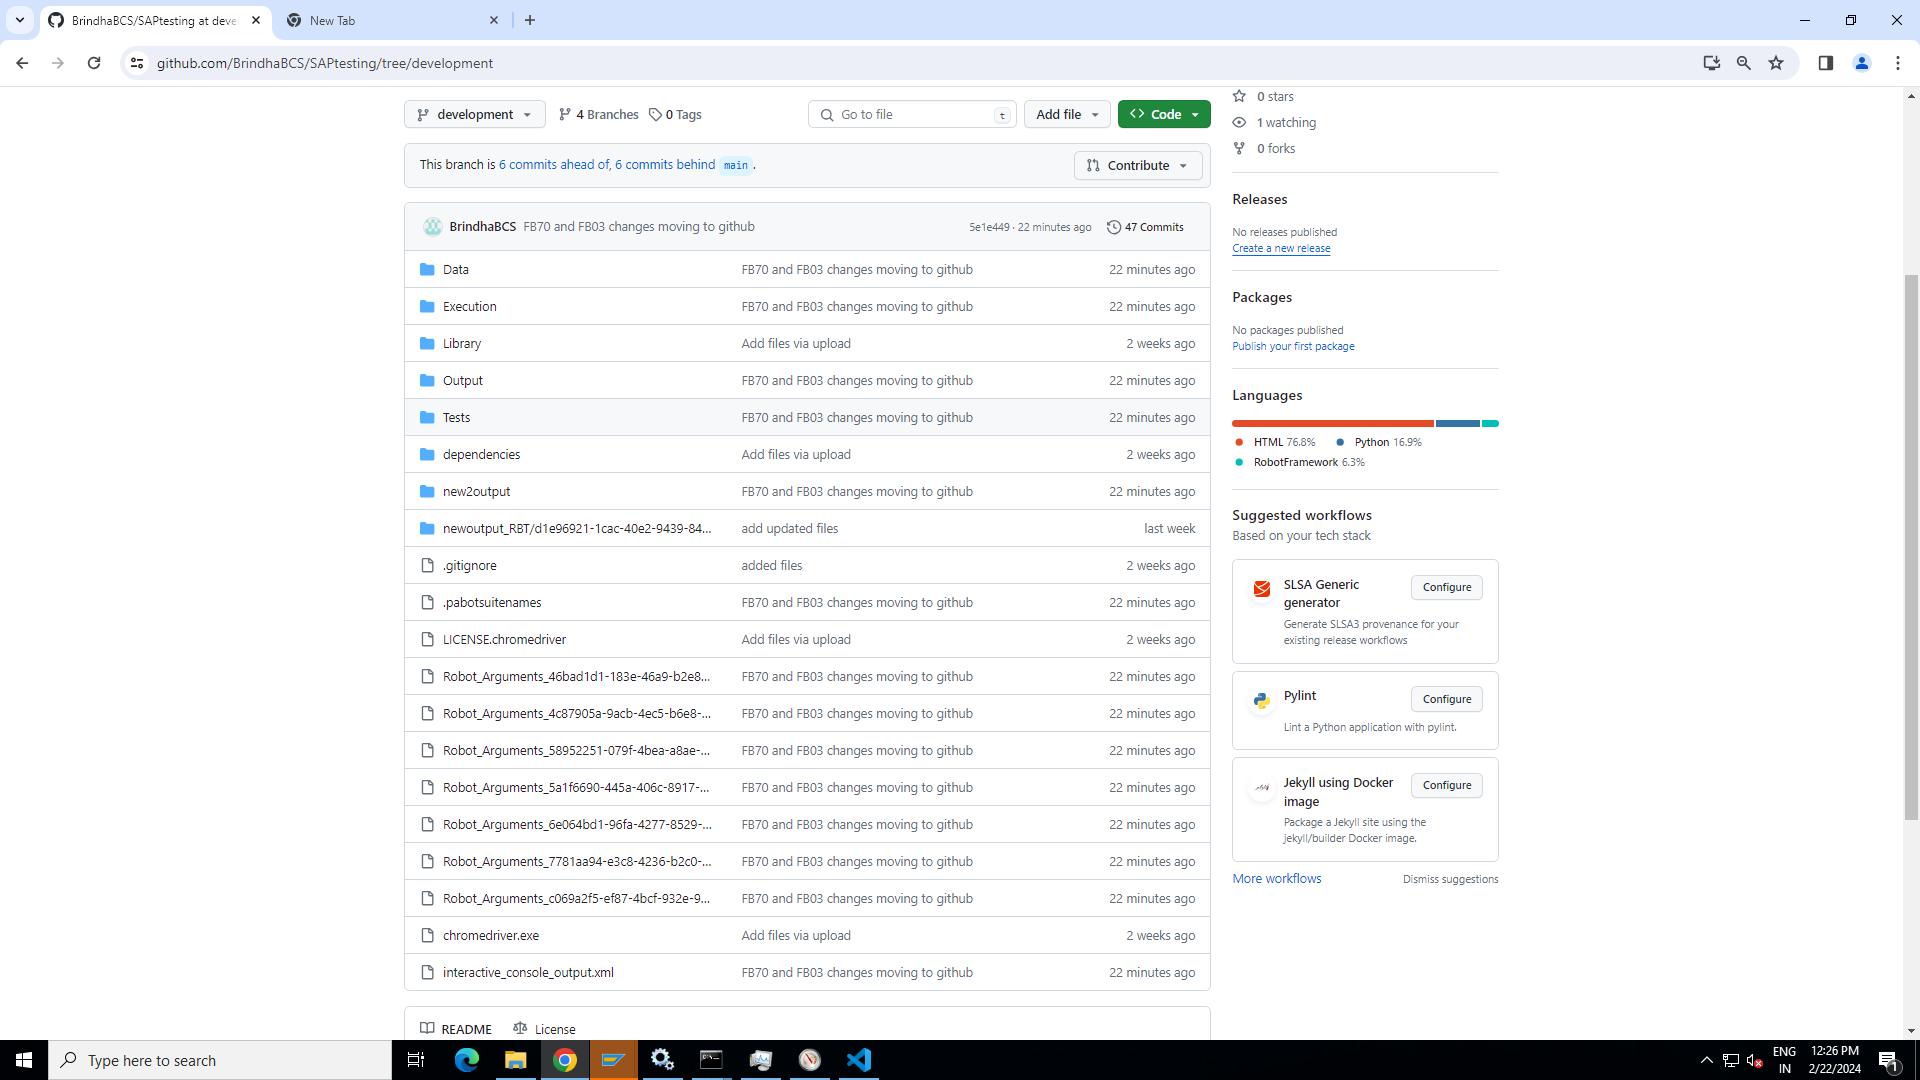 BrindhaBCS/SAPtesting at deve
New Tab
github.com/BrindhaBCS/SAPtesting/tree/development
development
4 Branches
0 Tags
Go to file
t
Add file
Code
This branch is 6 commits ahead of, 6 commits behind main .
Contribute
BrindhaBCS FB70 and FB03 changes moving to github
5e1e449 · 22 minutes ago
47 Commits
Data FB70 and FB03 changes moving to github 22 minutes ago
Execution FB70 and FB03 changes moving to github 22 minutes ago
Library Add files via upload 2 weeks ago
Output FB70 and FB03 changes moving to github 22 minutes ago
Tests FB70 and FB03 changes moving to github 22 minutes ago
dependencies Add files via upload 2 weeks ago
new2output FB70 and FB03 changes moving to github 22 minutes ago
newoutput_RBT/d1e96921-1cac-40e2-9439-84... add updated files last week
.gitignore added files 2 weeks ago
.pabotsuitenames FB70 and FB03 changes moving to github 22 minutes ago
LICENSE.chromedriver Add files via upload 2 weeks ago
Robot_Arguments_46bad1d1-183e-46a9-b2e8... FB70 and FB03 changes moving to github 22 minutes ago
Robot_Arguments_4c87905a-9acb-4ec5-b6e8-... FB70 and FB03 changes moving to github 22 minutes ago
Robot_Arguments_58952251-079f-4bea-a8ae-... FB70 and FB03 changes moving to github 22 minutes ago
Robot_Arguments_5a1f6690-445a-406c-8917-... FB70 and FB03 changes moving to github 22 minutes ago
Robot_Arguments_6e064bd1-96fa-4277-8529-... FB70 and FB03 changes moving to github 22 minutes ago
Robot_Arguments_7781aa94-e3c8-4236-b2c0-... FB70 and FB03 changes moving to github 22 minutes ago
Robot_Arguments_c069a2f5-ef87-4bcf-932e-9... FB70 and FB03 changes moving to github 22 minutes ago
chromedriver.exe Add files via upload 2 weeks ago
interactive_console_output.xml FB70 and FB03 changes moving to github 22 minutes ago
README
License
0 stars
1 watching
0 forks
Releases
No releases published
Create a new release
Packages
No packages published
Publish your first package
Languages
HTML 76.8%
Python 16.9%
RobotFramework 6.3%
Suggested workflows
Based on your tech stack
SLSA Generic
generator
Configure
Generate SLSA3 provenance for your
existing release workflows
Pylint
Configure
Lint a Python application with pylint.
Jekyll using Docker
image
Configure
Package a Jekyll site using the
jekyll/builder Docker image.
More workflows
Dismiss suggestions
Type here to search
ENG
IN
12:26 PM
2/22/2024
1